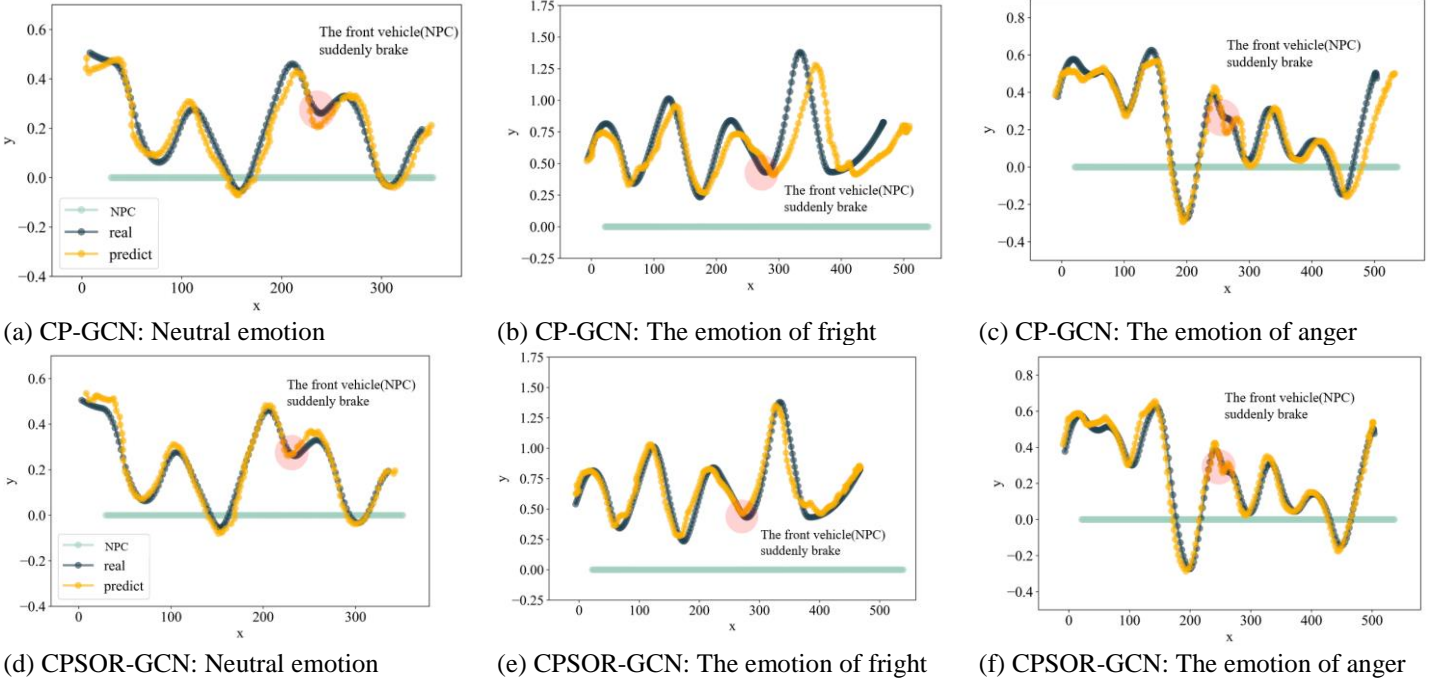 0.6
0.4
0.2
0.0
−0.2
−0.4
y
The front vehicle(NPC)
suddenly brake
NPC
real
predict
0 100 200 300
x
(a) CP-GCN: Neutral emotion
1.75
1.50
1.25
1.00
0.75
0.50
0.25
0.00
−0.25
y
The front vehicle(NPC)
suddenly brake
0 100 200 300 400 500
x
(b) CP-GCN: The emotion of fright
0.8
0.6
0.4
0.2
0.0
−0.2
−0.4
y
The front vehicle(NPC)
suddenly brake
0 100 200 300 400 500
x
(c) CP-GCN: The emotion of anger
0.6
0.4
0.2
0.0
−0.2
−0.4
y
The front vehicle(NPC)
suddenly brake
NPC
real
predict
0 100 200 300
x
(d) CPSOR-GCN: Neutral emotion
1.75
1.50
1.25
1.00
0.75
0.50
0.25
0.00
−0.25
y
The front vehicle(NPC)
suddenly brake
0 100 200 300 400 500
x
(e) CPSOR-GCN: The emotion of fright
0.8
0.6
0.4
0.2
0.0
−0.2
−0.4
y
The front vehicle(NPC)
suddenly brake
0 100 200 300 400 500
x
(f) CPSOR-GCN: The emotion of anger